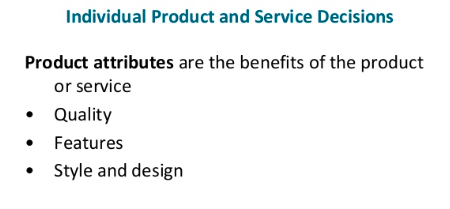 Individual Product and Service Decisions
Product attributes are the benefits of the product
or service
• Quality
• Features
• Style and design